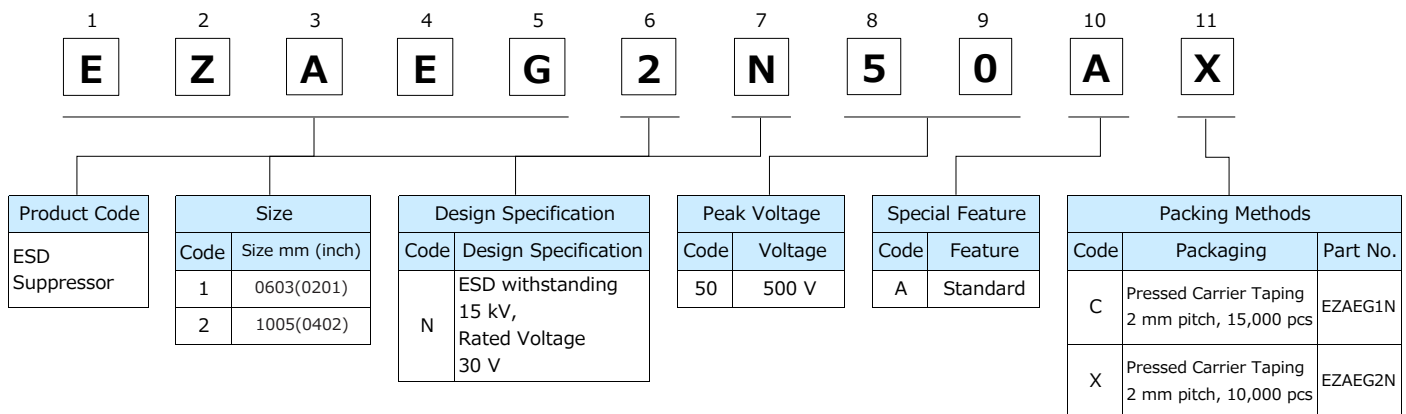 1 2 3 4 5 6 7 8 9 10 11
E Z A E G 2 N 5 0 A X
Product Code
ESD
Suppressor
Size
Code Size mm (inch)
1 0603(0201)
2 1005(0402)
Design Specification
Code Design Specification
N
ESD withstanding
15 kV,
Rated Voltage
30 V
Peak Voltage
Code Voltage
50 500 V
Special Feature
Code Feature
A Standard
Packing Methods
Code Packaging Part No.
C
Pressed Carrier Taping
2 mm pitch, 15,000 pcs
EZAEG1N
X
Pressed Carrier Taping
2 mm pitch, 10,000 pcs
EZAEG2N